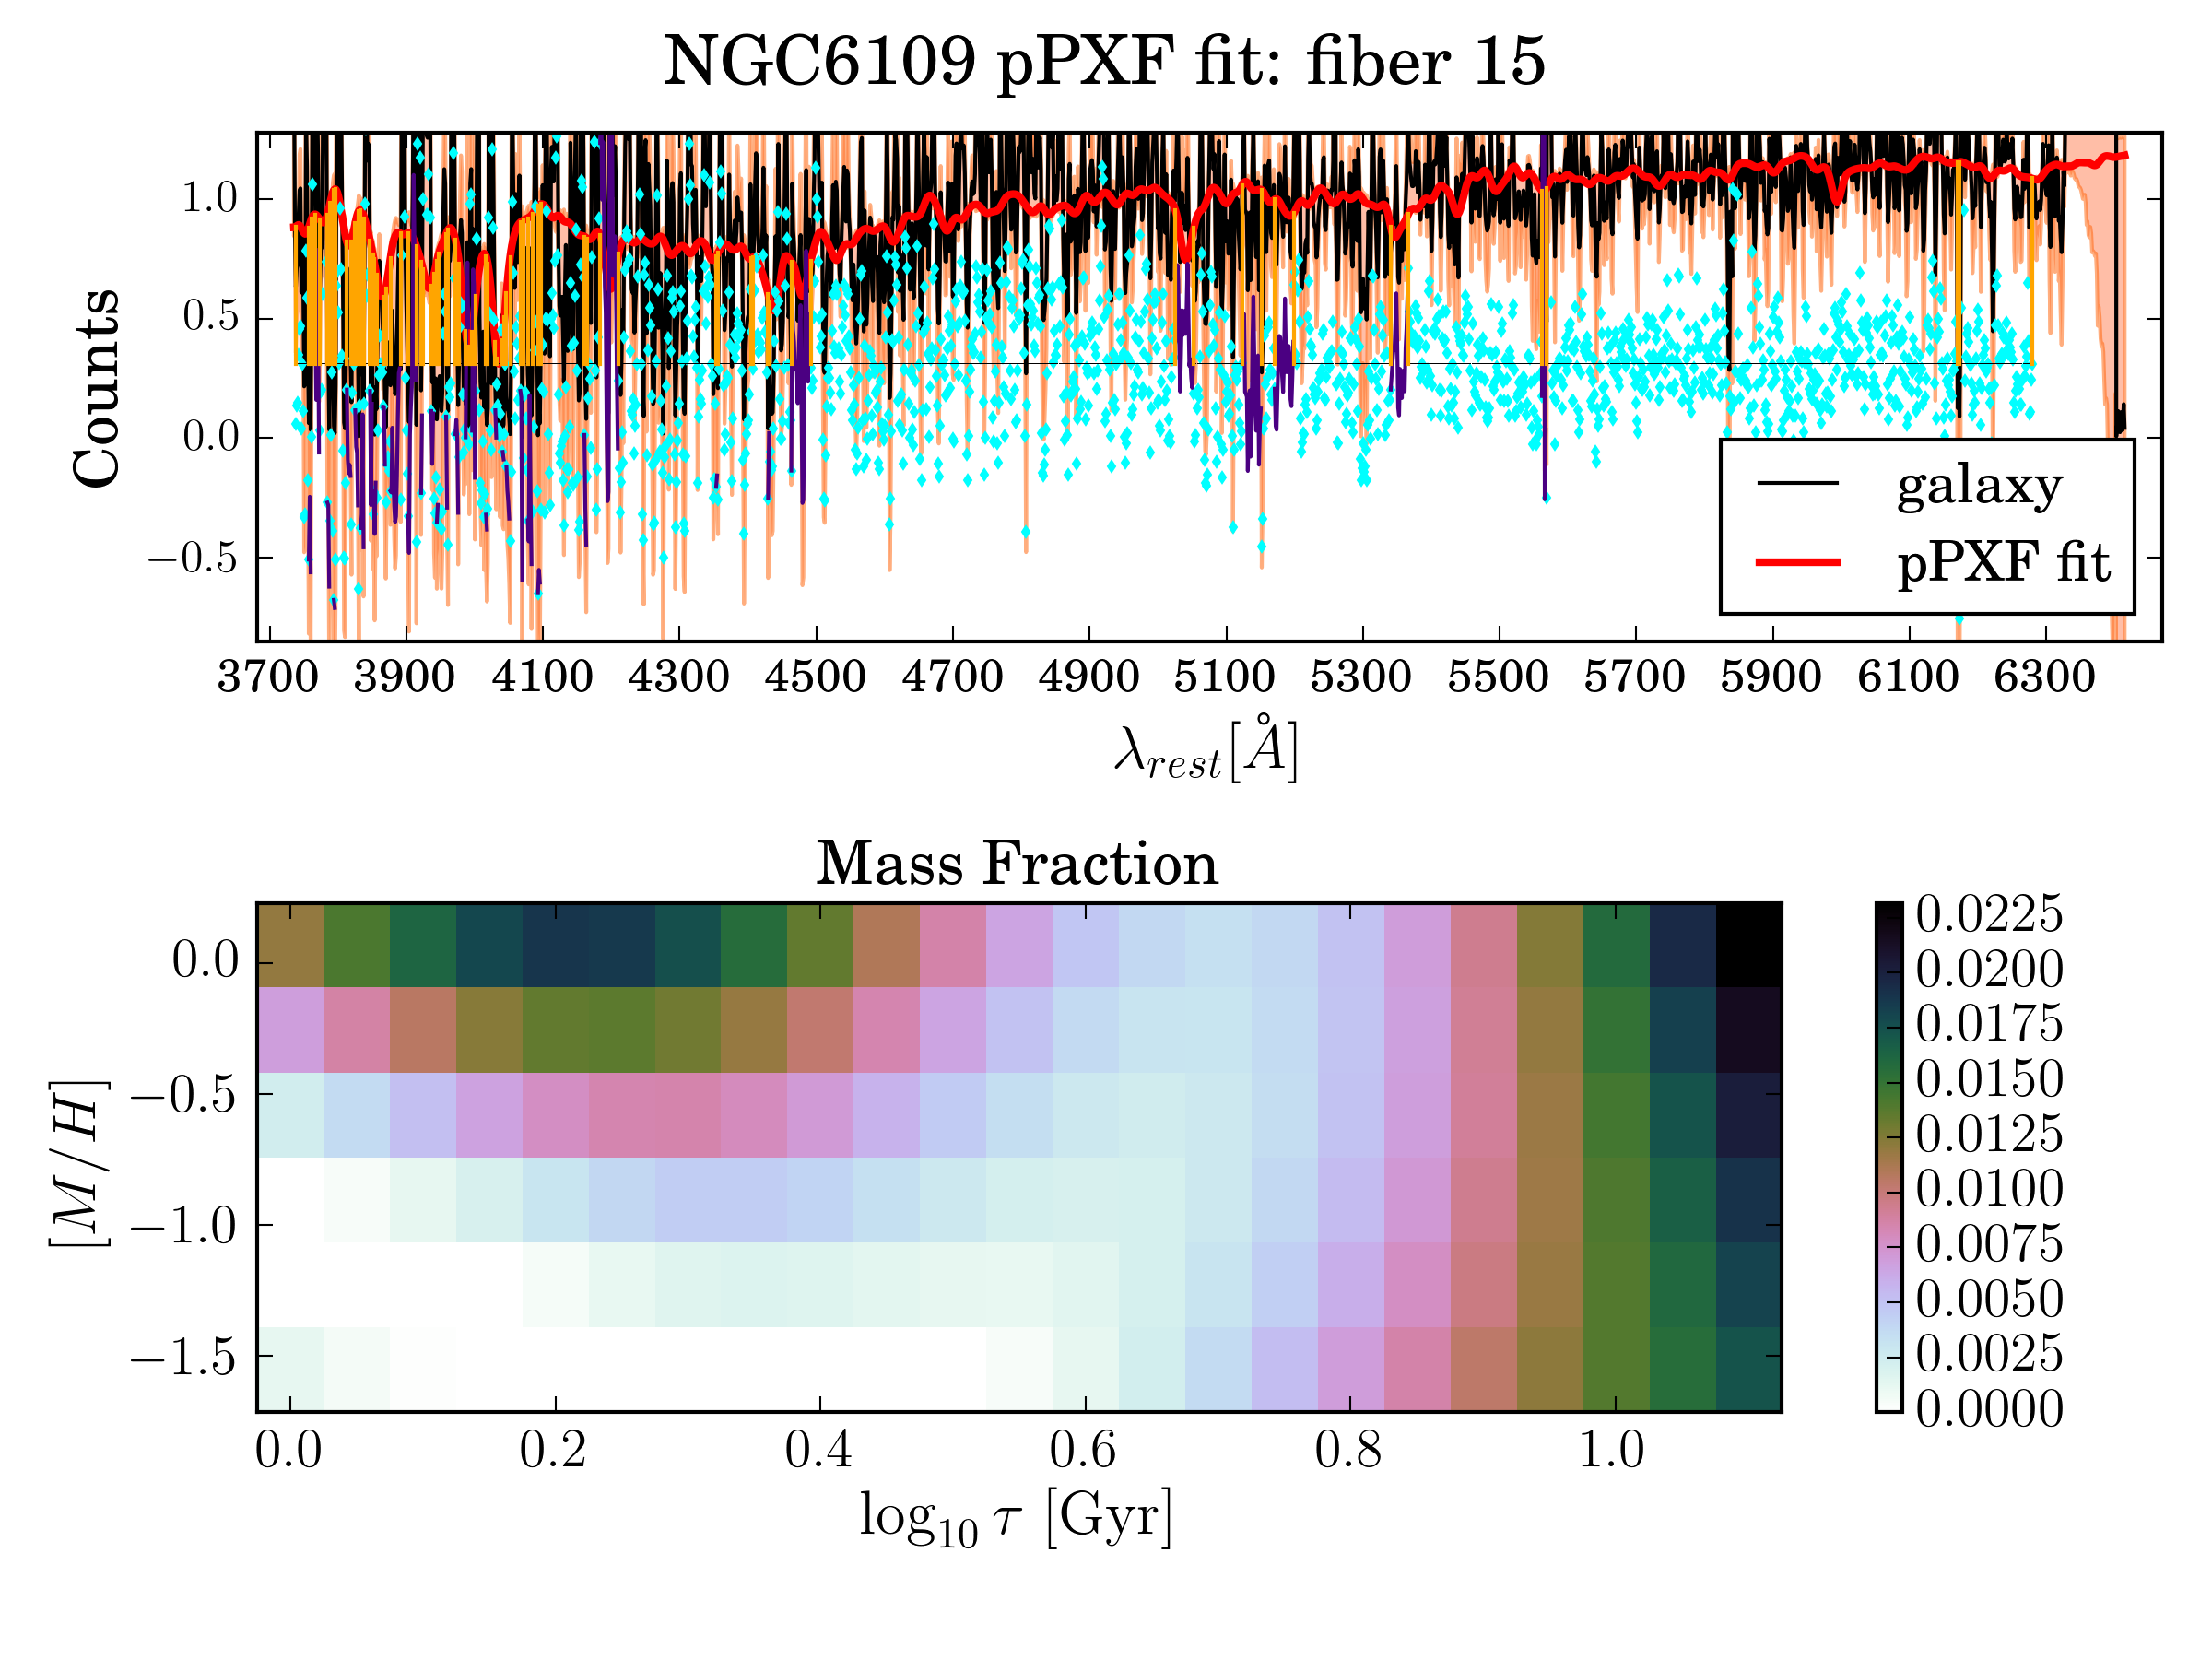 NGC6109 pPXF fit: fiber 15
Counts
1.0
0.5
0.0
−0.5
galaxy
pPXF fit
3700 3900 4100 4300 4500 4700 4900 5100 5300 5500 5700 5900 6100 6300
λrest[Å]
Mass Fraction
[M/H]
0.0
−0.5
−1.0
−1.5
0.0 0.2 0.4 0.6 0.8 1.0
log10 τ [Gyr]
0.0225
0.0200
0.0175
0.0150
0.0125
0.0100
0.0075
0.0050
0.0025
0.0000